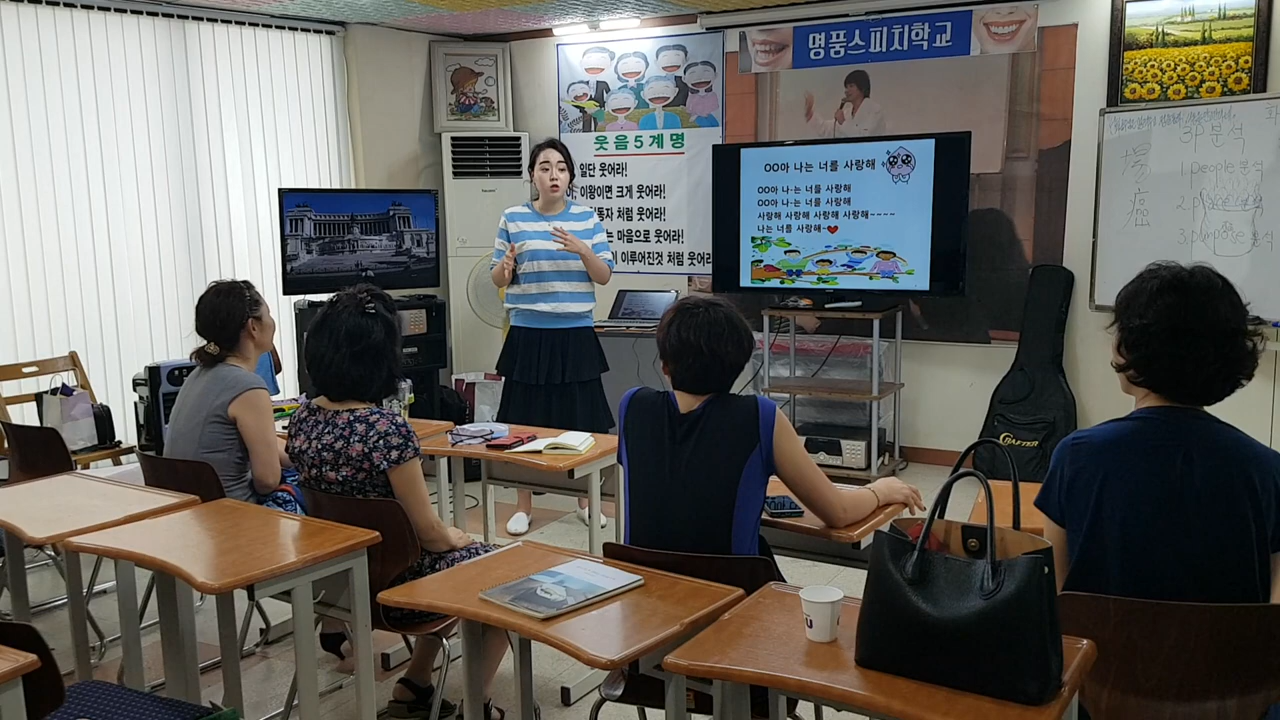 명품스피치학교
웃음5계명
일단 웃어라!
이왕이면 크게 웃어라!
동자 처럼 웃어라!
는 마음으로 웃어라!
이 이루어진것 처럼 웃어라
OO아 나는 너를 사랑해
OO아 나-는 너를 사랑해
OO아 나-는 너를 사랑해
사랑해 사랑해 사랑해 사랑해~~~~
나는 너를 사랑해~
3P분석
1. People 분석
2. p
3. purpose 분석
CRAFTER